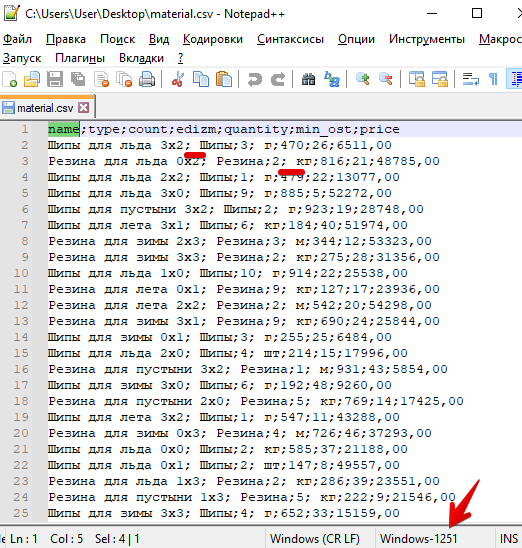 C:\Users\User\Desktop\material.csv - Notepad++
Файл Правка Поиск Вид Кодировки Синтаксисы Опции Инструменты Макрос
Запуск Плагины Вкладки ?
material.csv
1 name;type;count;edizm;quantity;min_ost;price
2 Шипы для льда 3x2; Шипы;3; г;470;26;6511,00
3 Резина для льда 0x2; Резина;2; кг;816;21;48785,00
4 Шипы для льда 2x2; Шипы;1; г;479;22;13077,00
5 Шипы для льда 3x0; Шипы;9; г;885;5;52272,00
6 Шипы для пустыни 3x2; Шипы;2; г;923;19;28748,00
7 Шипы для лета 3x1; Шипы;6; кг;184;40;51974,00
8 Резина для зимы 2x3; Резина;3; м;344;12;53323,00
9 Резина для зимы 3x3; Резина;2; кг;275;28;31356,00
10 Шипы для льда 1x0; Шипы;10; г;914;22;25538,00
11 Резина для лета 0x1; Резина;9; кг;127;17;23936,00
12 Резина для лета 2x2; Резина;2; м;542;20;54298,00
13 Резина для зимы 3x1; Резина;9; кг;690;24;25844,00
14 Шипы для зимы 0x1; Шипы;3; г;255;25;6484,00
15 Шипы для льда 2x0; Шипы;4; шт;214;15;17996,00
16 Резина для пустыни 3x2; Резина;1; м;931;43;5854,00
17 Шипы для зимы 3x0; Шипы;6; г;192;48;9260,00
18 Резина для пустыни 2x0; Резина;5; кг;769;14;17425,00
19 Шипы для лета 3x2; Шипы;1; г;547;11;43288,00
20 Резина для зимы 0x3; Резина;4; м;726;46;37293,00
21 Шипы для льда 0x0; Шипы;2; кг;585;37;21188,00
22 Шипы для льда 0x1; Шипы;2; шт;147;8;49557,00
23 Резина для льда 1x3; Резина;2; кг;286;39;23551,00
24 Резина для пустыни 1x3; Резина;5; кг;222;9;21546,00
25 Шипы для зимы 3x3; Шипы;4; г;652;33;15159,00
Ln : 1 Col : 5 Sel : 4 | 1 Windows (CR LF) Windows-1251 INS